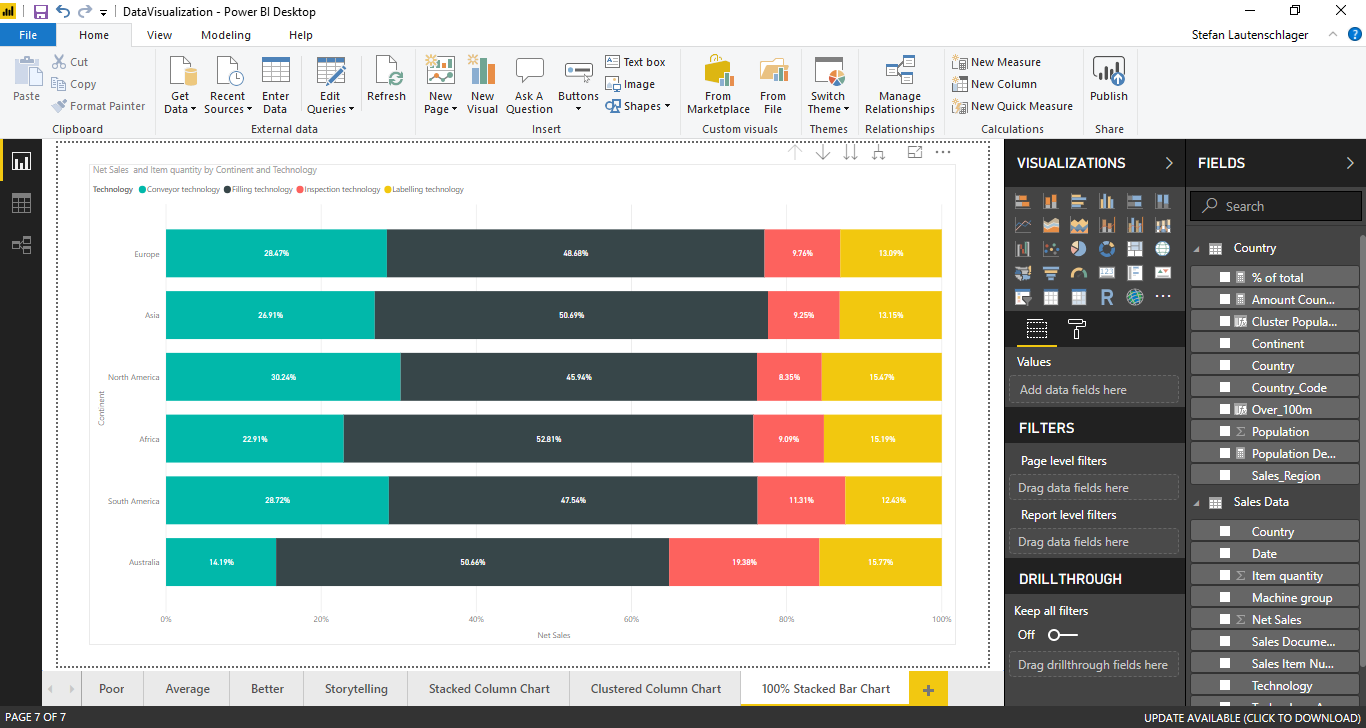 DataVisualization - Power BI Desktop
File Home View Modeling Help Stefan Lautenschlager ?
Paste
Cut
Copy
Format Painter
Clipboard
Get Data
Recent Sources
Enter Data
Edit Queries
External data
Refresh
New Page
New Visual
Ask A Question
Buttons
Text box
Image
Shapes
Insert
From Marketplace
From File
Custom visuals
Switch Theme
Themes
Manage Relationships
Relationships
New Measure
New Column
New Quick Measure
Calculations
Publish
Share
Net Sales and Item quantity by Continent and Technology
Technology Conveyor technology Filling technology Inspection technology Labelling technology
Continent
Europe 28.47% 48.68% 9.76% 13.09%
Asia 26.91% 50.69% 9.25% 13.15%
North America 30.24% 45.94% 8.35% 15.47%
Africa 22.91% 52.81% 9.09% 15.19%
South America 28.72% 47.54% 11.31% 12.43%
Australia 14.19% 50.66% 19.38% 15.77%
0% 20% 40% 60% 80% 100%
Net Sales
VISUALIZATIONS
R
Values
Add data fields here
FILTERS
Page level filters
Drag data fields here
Report level filters
Drag data fields here
DRILLTHROUGH
Keep all filters
Off
Drag drillthrough fields here
FIELDS
Search
Country
% of total
Amount Coun...
Cluster Popula...
Continent
Country
Country_Code
Over_100m
Population
Population De...
Sales_Region
Sales Data
Country
Date
Item quantity
Machine group
Net Sales
Sales Docume...
Sales Item Nu...
Technology
Poor Average Better Storytelling Stacked Column Chart Clustered Column Chart 100% Stacked Bar Chart +
PAGE 7 OF 7
UPDATE AVAILABLE (CLICK TO DOWNLOAD)